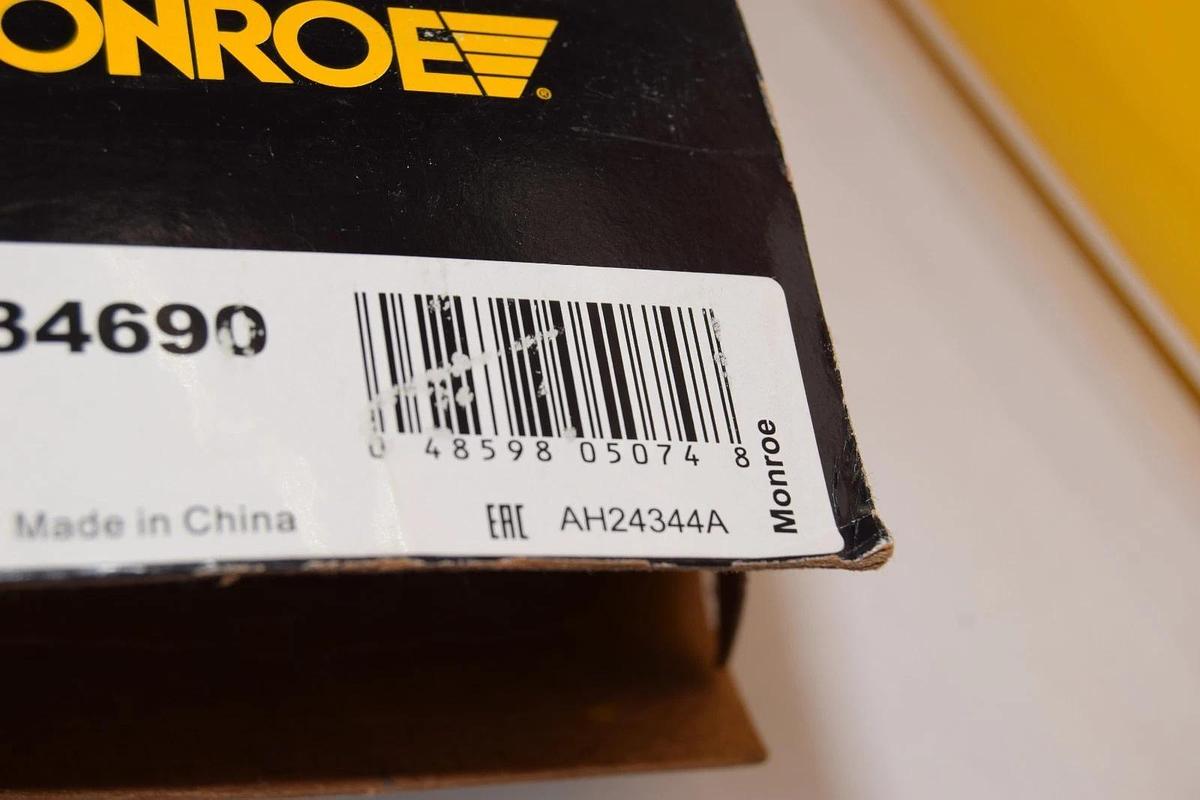 ONROE®
34690
0 48598 05074 8
Monroe
Made in China
EAC AH24344A